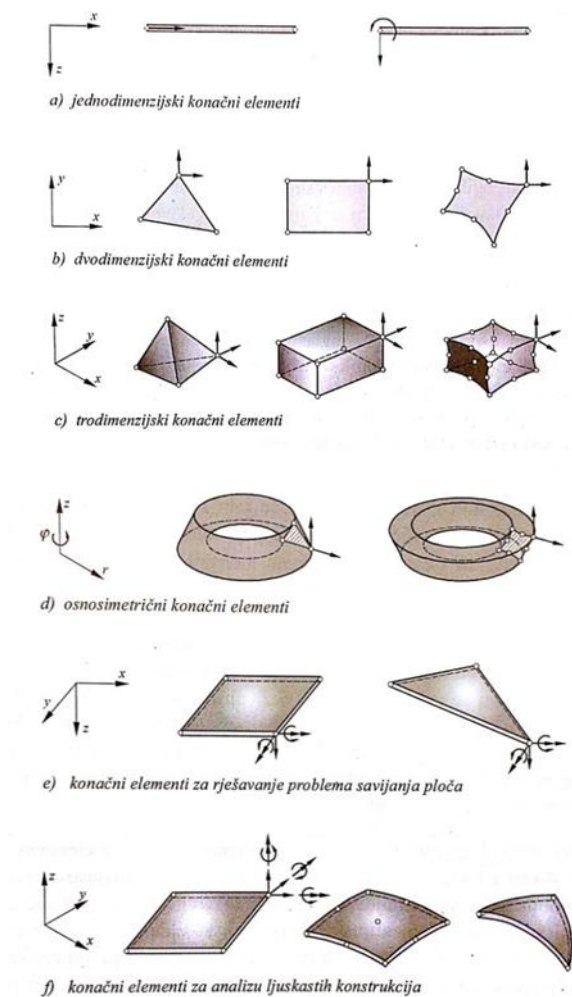 x
z
a) jednodimenzijski konačni elementi
y
x
b) dvodimenzijski konačni elementi
z
y
x
c) trodimenzijski konačni elementi
z
φ
r
d) osnosimetrični konačni elementi
x
y
z
e) konačni elementi za rješavanje problema savijanja ploča
z
y
x
f) konačni elementi za analizu ljuskastih konstrukcija